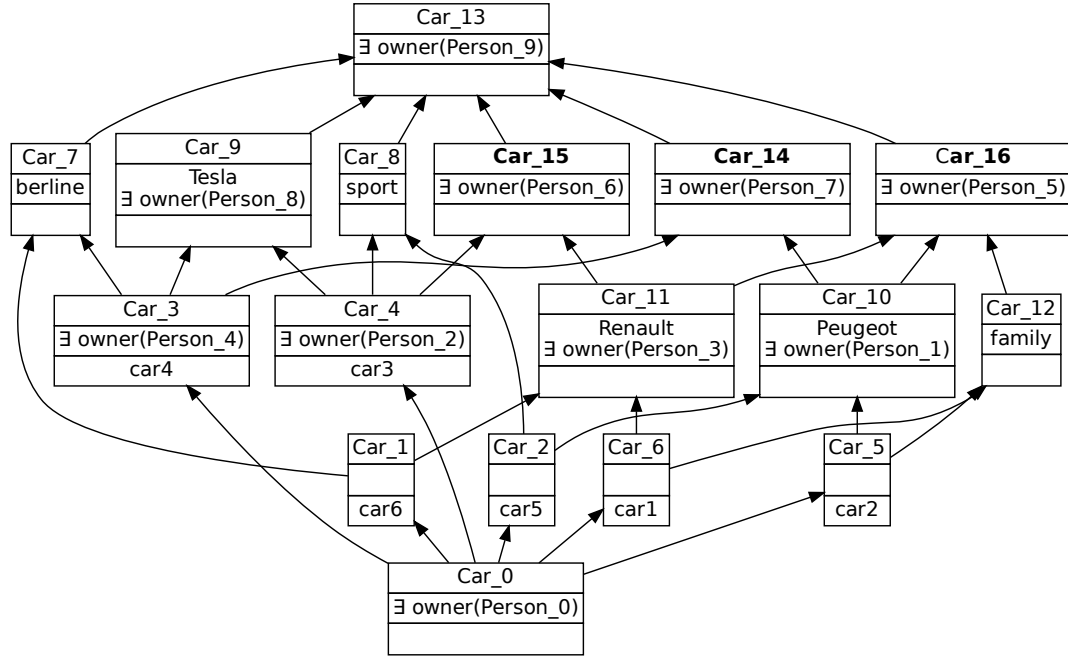 Car_13
∃ owner(Person_9)
Car_7
berline
Car_9
Tesla
∃ owner(Person_8)
Car_8
sport
Car_15
∃ owner(Person_6)
Car_14
∃ owner(Person_7)
Car_16
∃ owner(Person_5)
Car_3
∃ owner(Person_4)
car4
Car_4
∃ owner(Person_2)
car3
Car_11
Renault
∃ owner(Person_3)
Car_10
Peugeot
∃ owner(Person_1)
Car_12
family
Car_1
car6
Car_2
car5
Car_6
car1
Car_5
car2
Car_0
∃ owner(Person_0)